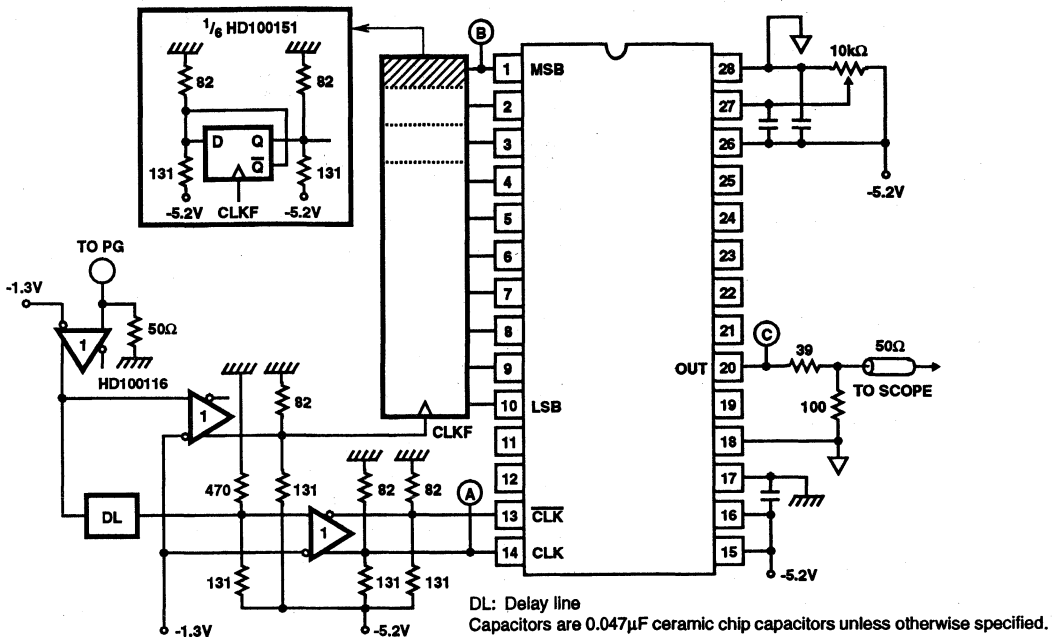 1/6 HD100151
82
82
D
Q
Q̅
131
131
-5.2V
CLKF
-5.2V
B
1
MSB
2
3
4
5
6
7
8
9
10
LSB
11
12
13
C̅L̅K̅
14
CLK
28
10kΩ
27
26
-5.2V
25
24
23
22
21
OUT
20
C
39
50Ω
TO SCOPE
100
19
18
17
16
15
-5.2V
TO PG
-1.3V
1
50Ω
HD100116
1
82
CLKF
470
131
82
82
A
DL
1
131
131
131
-1.3V
-5.2V
DL: Delay line
Capacitors are 0.047µF ceramic chip capacitors unless otherwise specified.